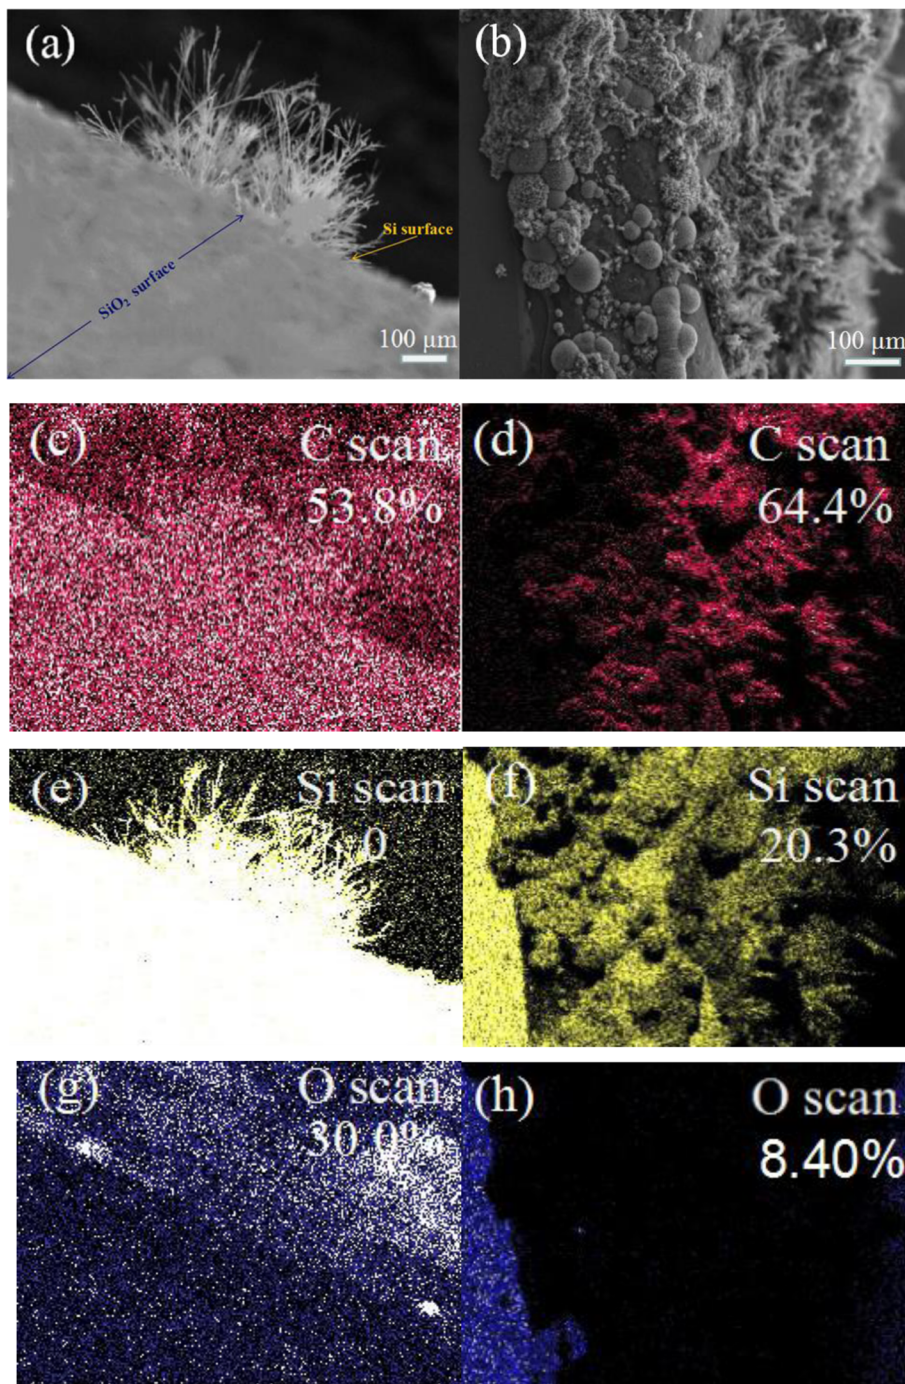 (a)
Si surface
SiO₂ surface
100 µm
(b)
100 µm
(c)
C scan
53.8%
(d)
C scan
64.4%
(e)
Si scan
0
(f)
Si scan
20.3%
(g)
O scan
30.0%
(h)
O scan
8.40%